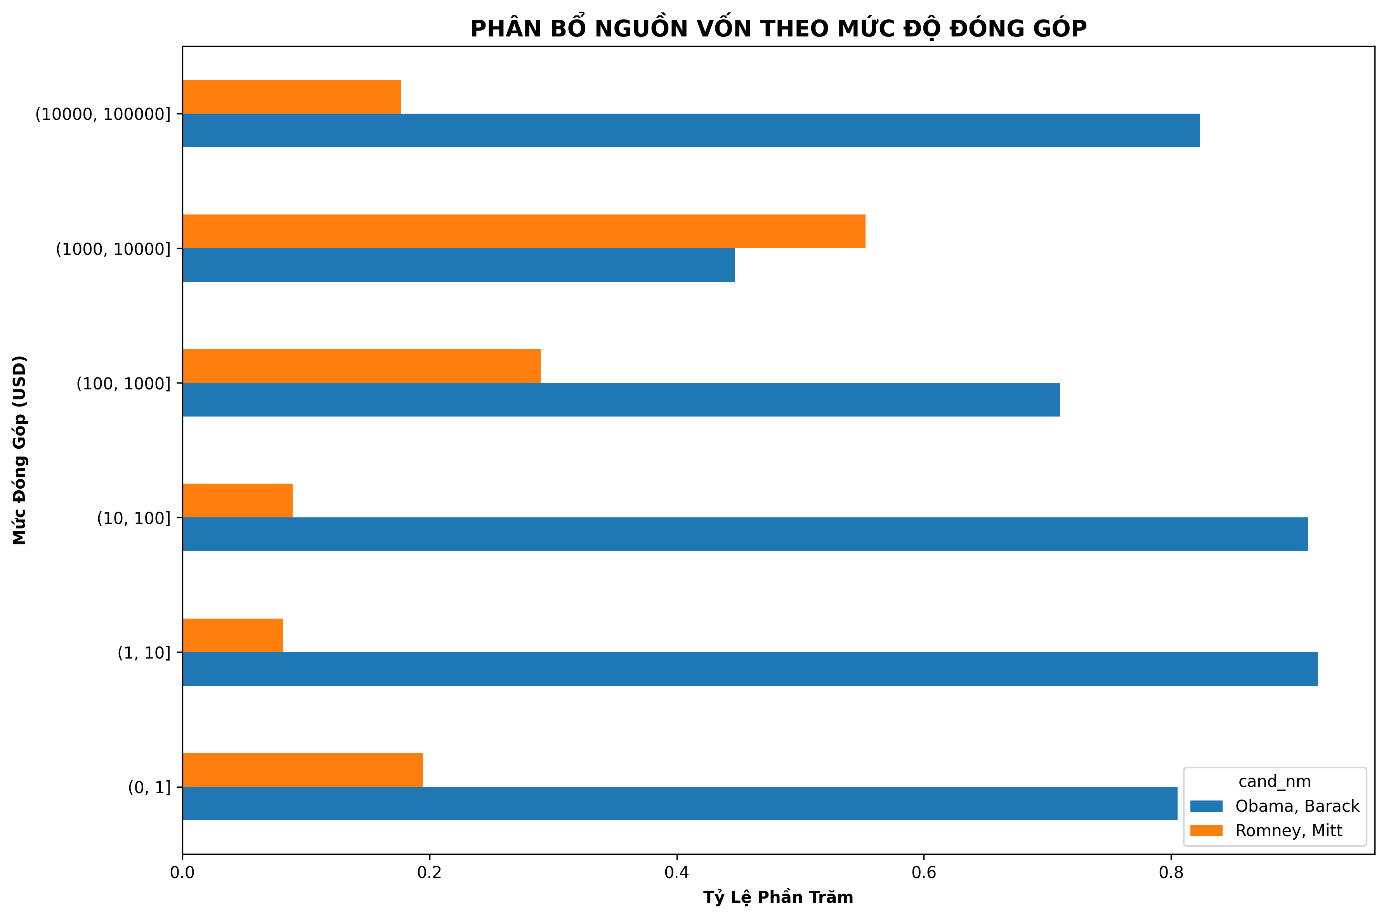 PHÂN BỔ NGUỒN VỐN THEO MỨC ĐỘ ĐÓNG GÓP
Mức Đóng Góp (USD)
(10000, 100000]
(1000, 10000]
(100, 1000]
(10, 100]
(1, 10]
(0, 1]
cand_nm
Obama, Barack
Romney, Mitt
0.0 0.2 0.4 0.6 0.8
Tỷ Lệ Phần Trăm